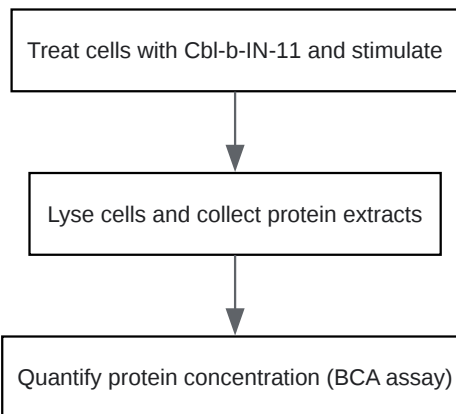 Treat cells with Cbl-b-IN-11 and stimulate
Lyse cells and collect protein extracts
Quantify protein concentration (BCA assay)